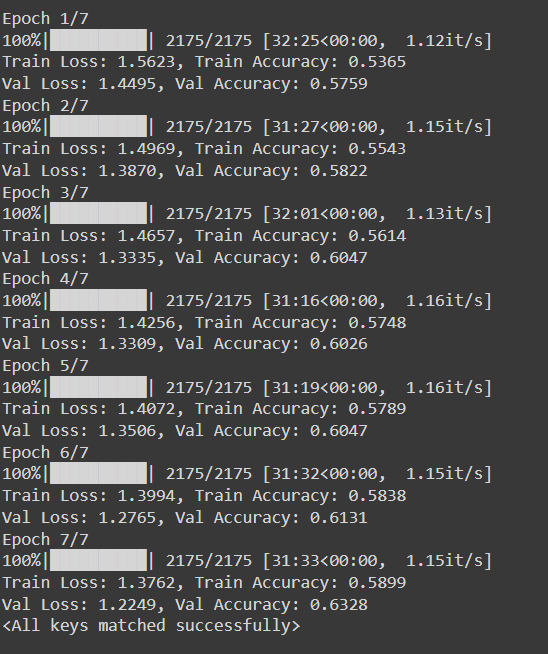 Epoch 1/7
100%|██████████| 2175/2175 [32:25<00:00,  1.12it/s]
Train Loss: 1.5623, Train Accuracy: 0.5365
Val Loss: 1.4495, Val Accuracy: 0.5759
Epoch 2/7
100%|██████████| 2175/2175 [31:27<00:00,  1.15it/s]
Train Loss: 1.4969, Train Accuracy: 0.5543
Val Loss: 1.3870, Val Accuracy: 0.5822
Epoch 3/7
100%|██████████| 2175/2175 [32:01<00:00,  1.13it/s]
Train Loss: 1.4657, Train Accuracy: 0.5614
Val Loss: 1.3335, Val Accuracy: 0.6047
Epoch 4/7
100%|██████████| 2175/2175 [31:16<00:00,  1.16it/s]
Train Loss: 1.4256, Train Accuracy: 0.5748
Val Loss: 1.3309, Val Accuracy: 0.6026
Epoch 5/7
100%|██████████| 2175/2175 [31:19<00:00,  1.16it/s]
Train Loss: 1.4072, Train Accuracy: 0.5789
Val Loss: 1.3506, Val Accuracy: 0.6047
Epoch 6/7
100%|██████████| 2175/2175 [31:32<00:00,  1.15it/s]
Train Loss: 1.3994, Train Accuracy: 0.5838
Val Loss: 1.2765, Val Accuracy: 0.6131
Epoch 7/7
100%|██████████| 2175/2175 [31:33<00:00,  1.15it/s]
Train Loss: 1.3762, Train Accuracy: 0.5899
Val Loss: 1.2249, Val Accuracy: 0.6328
<All keys matched successfully>